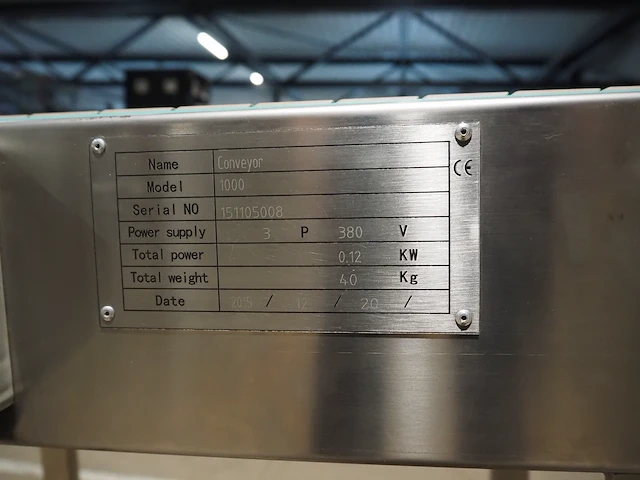 Name Conveyor
CE
Model 1000
Serial NO 151105008
Power supply 3 P 380 V
Total power 0.12 KW
Total weight 40 Kg
Date 2015 / 12 / 20 /